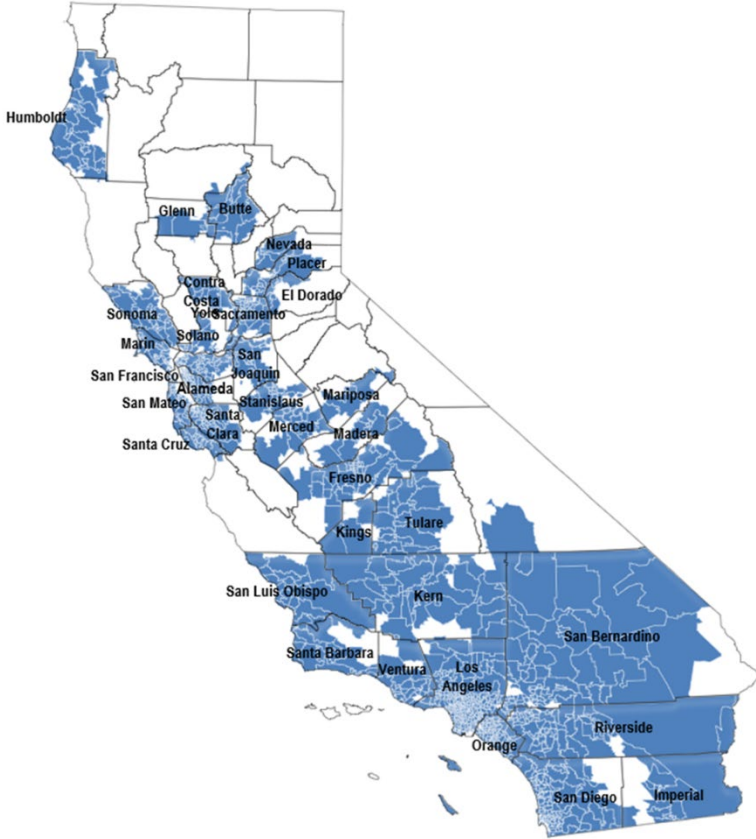 Humboldt
Glenn
Butte
Nevada
Placer
Contra
Costa
El Dorado
Yolo
Sacramento
Sonoma
Solano
Marin
San
Joaquin
San Francisco
Alameda
Mariposa
San Mateo
Stanislaus
Santa
Clara
Merced
Madera
Santa Cruz
Fresno
Tulare
Kings
San Luis Obispo
Kern
San Bernardino
Santa Barbara
Ventura
Los
Angeles
Riverside
Orange
San Diego
Imperial